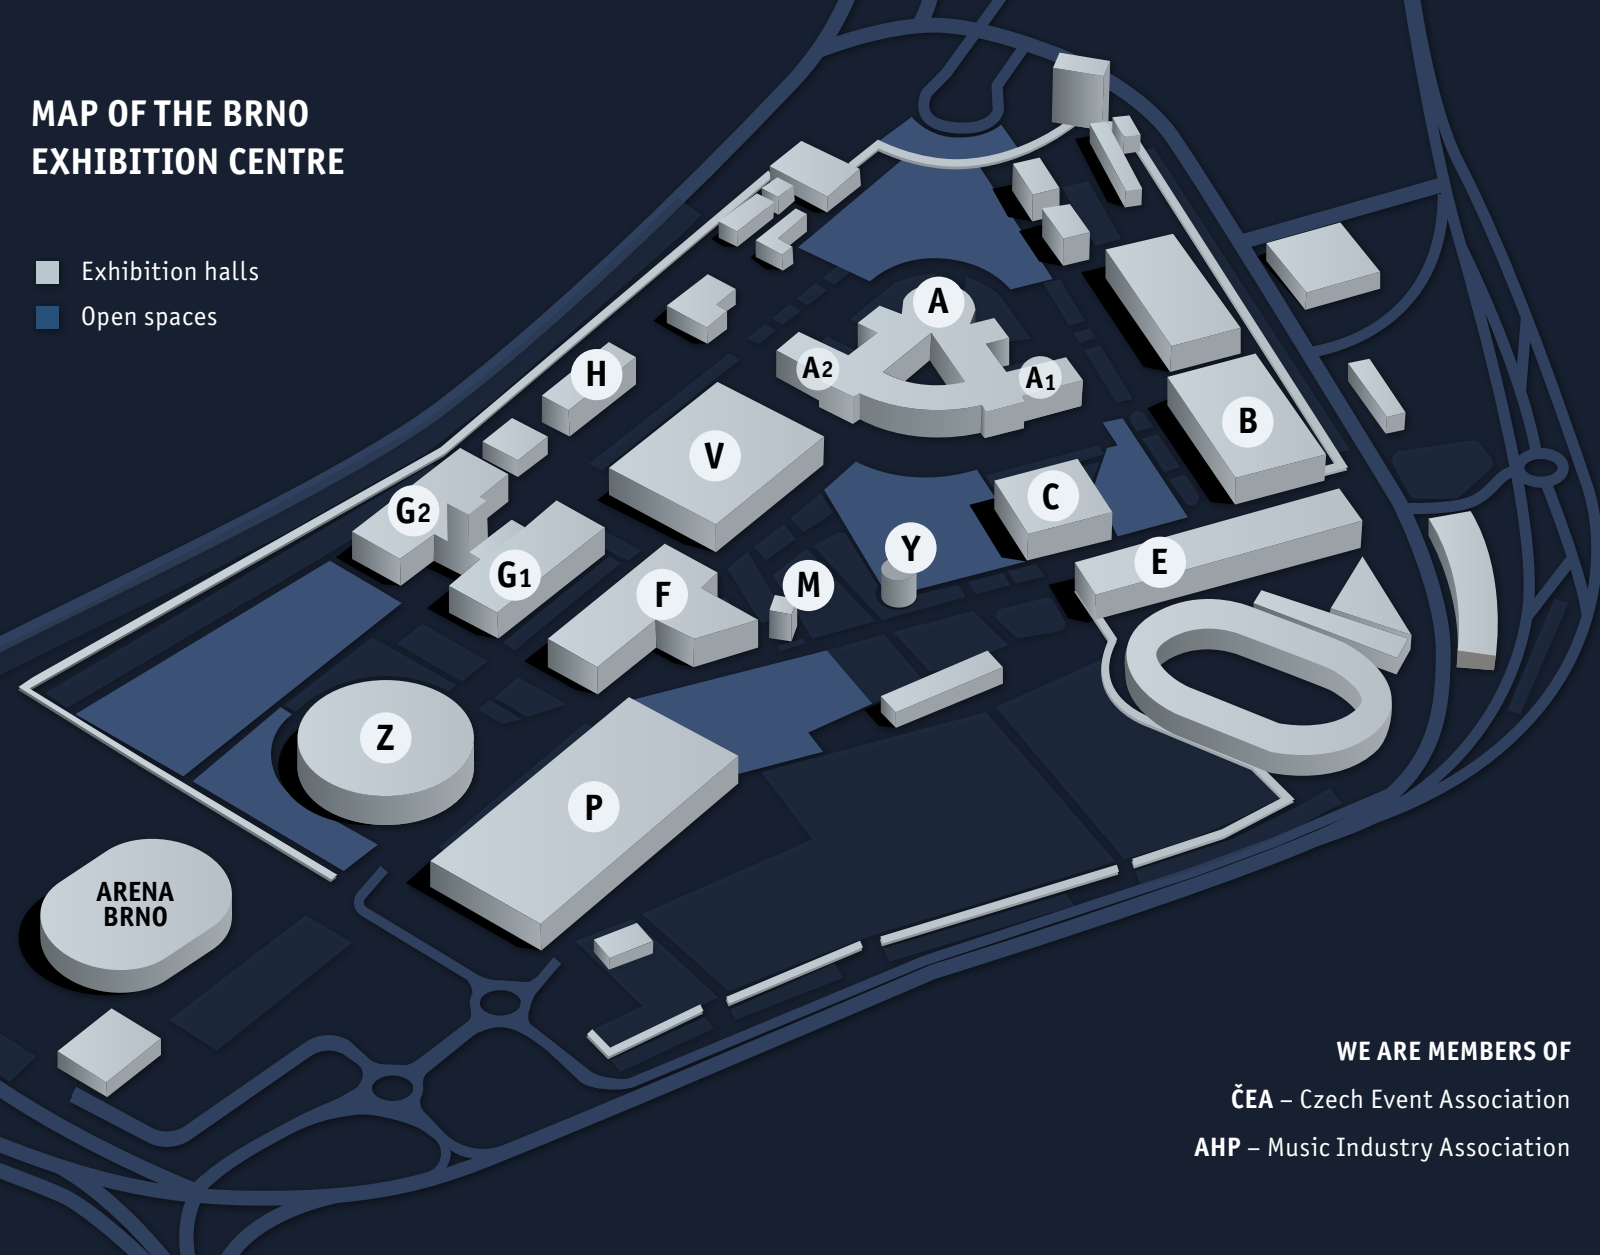 MAP OF THE BRNO
EXHIBITION CENTRE
Exhibition halls
Open spaces
A
A2
A1
H
B
V
C
G2
Y
E
G1
F
M
Z
P
ARENA
BRNO
WE ARE MEMBERS OF
ČEA – Czech Event Association
AHP – Music Industry Association